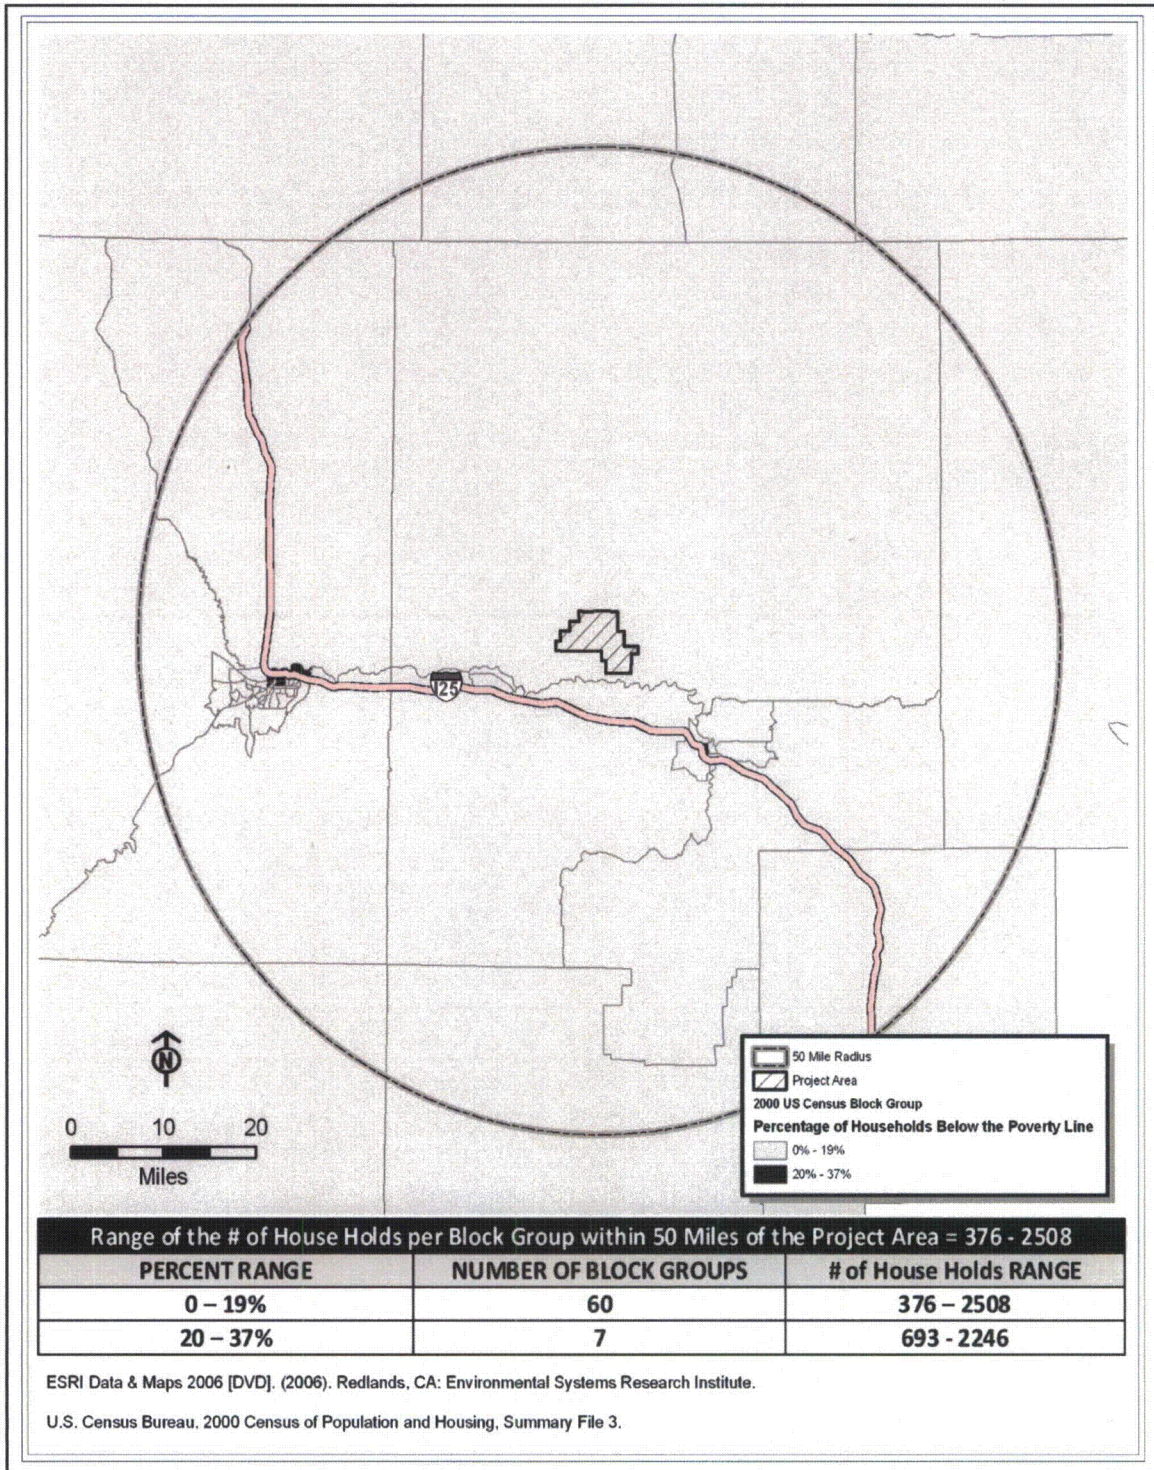 I25
N
0 10 20
Miles
50 Mile Radius
Project Area
2000 US Census Block Group
Percentage of Households Below the Poverty Line
0% - 19%
20% - 37%
Range of the # of House Holds per Block Group within 50 Miles of the Project Area = 376 - 2508
PERCENT RANGE NUMBER OF BLOCK GROUPS # of House Holds RANGE
0 – 19% 60 376 – 2508
20 – 37% 7 693 - 2246
ESRI Data & Maps 2006 [DVD]. (2006). Redlands, CA: Environmental Systems Research Institute.
U.S. Census Bureau. 2000 Census of Population and Housing, Summary File 3.